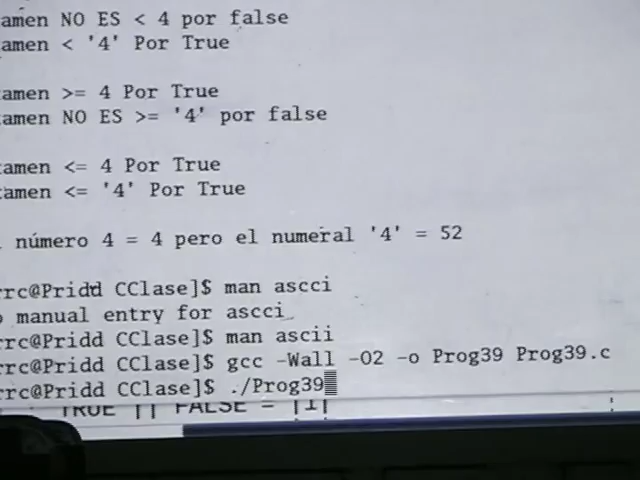 amen NO ES < 4 por false
amen < '4' Por True
amen >= 4 Por True
amen NO ES >= '4' por false
amen <= 4 Por True
amen <= '4' Por True
número 4 = 4 pero el numeral '4' = 52
rc@Pridd CClase]$ man ascci
manual entry for ascci
rc@Pridd CClase]$ man ascii
rc@Pridd CClase]$ gcc -Wall -O2 -o Prog39 Prog39.c
rc@Pridd CClase]$ ./Prog39
TRUE || FALSE = |1|